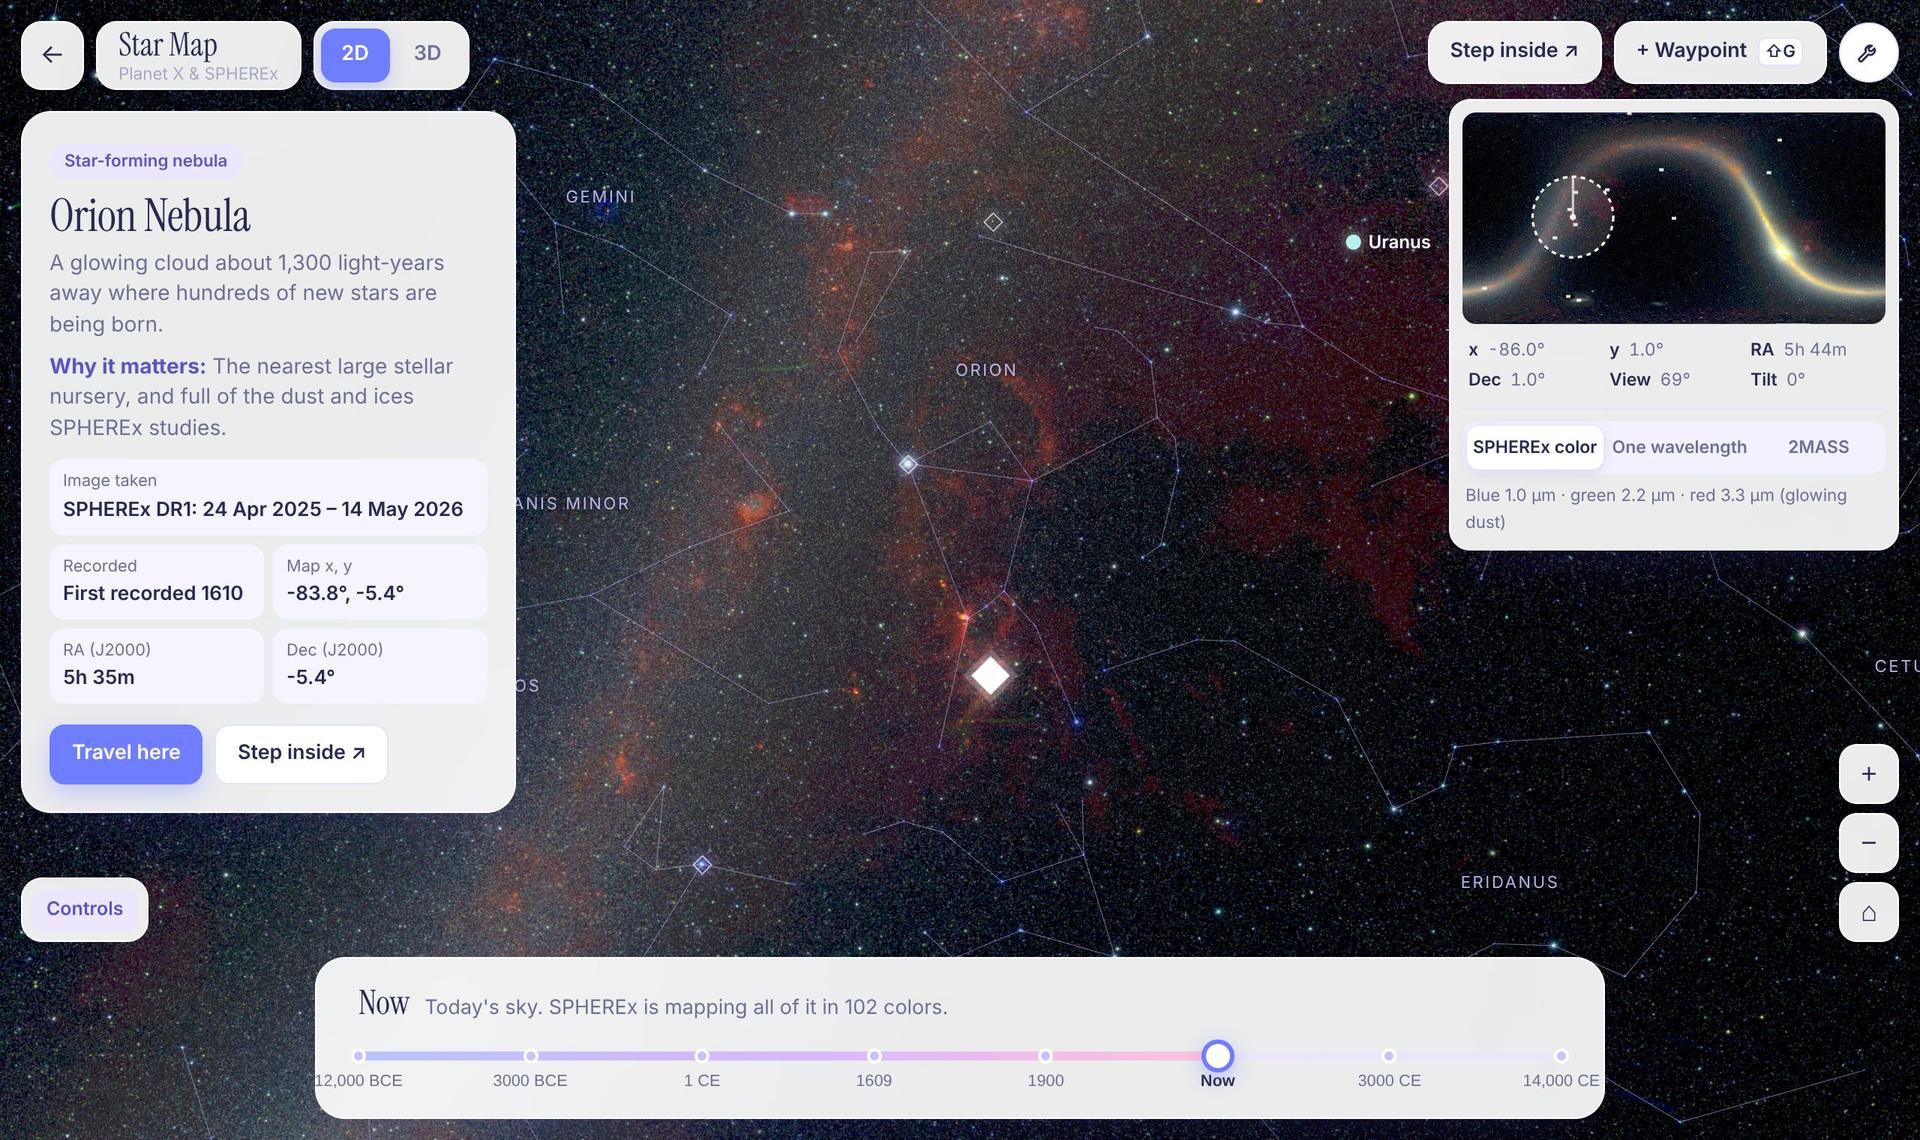 Star Map
Planet X & SPHEREx
2D
3D
Step inside ↗
+ Waypoint ⇧G
Star-forming nebula
Orion Nebula
A glowing cloud about 1,300 light-years
away where hundreds of new stars are
being born.
Why it matters: The nearest large stellar
nursery, and full of the dust and ices
SPHEREx studies.
Image taken
SPHEREx DR1: 24 Apr 2025 – 14 May 2026
Recorded
First recorded 1610
Map x, y
-83.8°, -5.4°
RA (J2000)
5h 35m
Dec (J2000)
-5.4°
Travel here
Step inside ↗
Controls
GEMINI
ORION
Uranus
ANIS MINOR
OS
CETU
ERIDANUS
x -86.0° y 1.0° RA 5h 44m
Dec 1.0° View 69° Tilt 0°
SPHEREx color One wavelength 2MASS
Blue 1.0 µm · green 2.2 µm · red 3.3 µm (glowing
dust)
+
−
Now Today's sky. SPHEREx is mapping all of it in 102 colors.
12,000 BCE 3000 BCE 1 CE 1609 1900 Now 3000 CE 14,000 CE